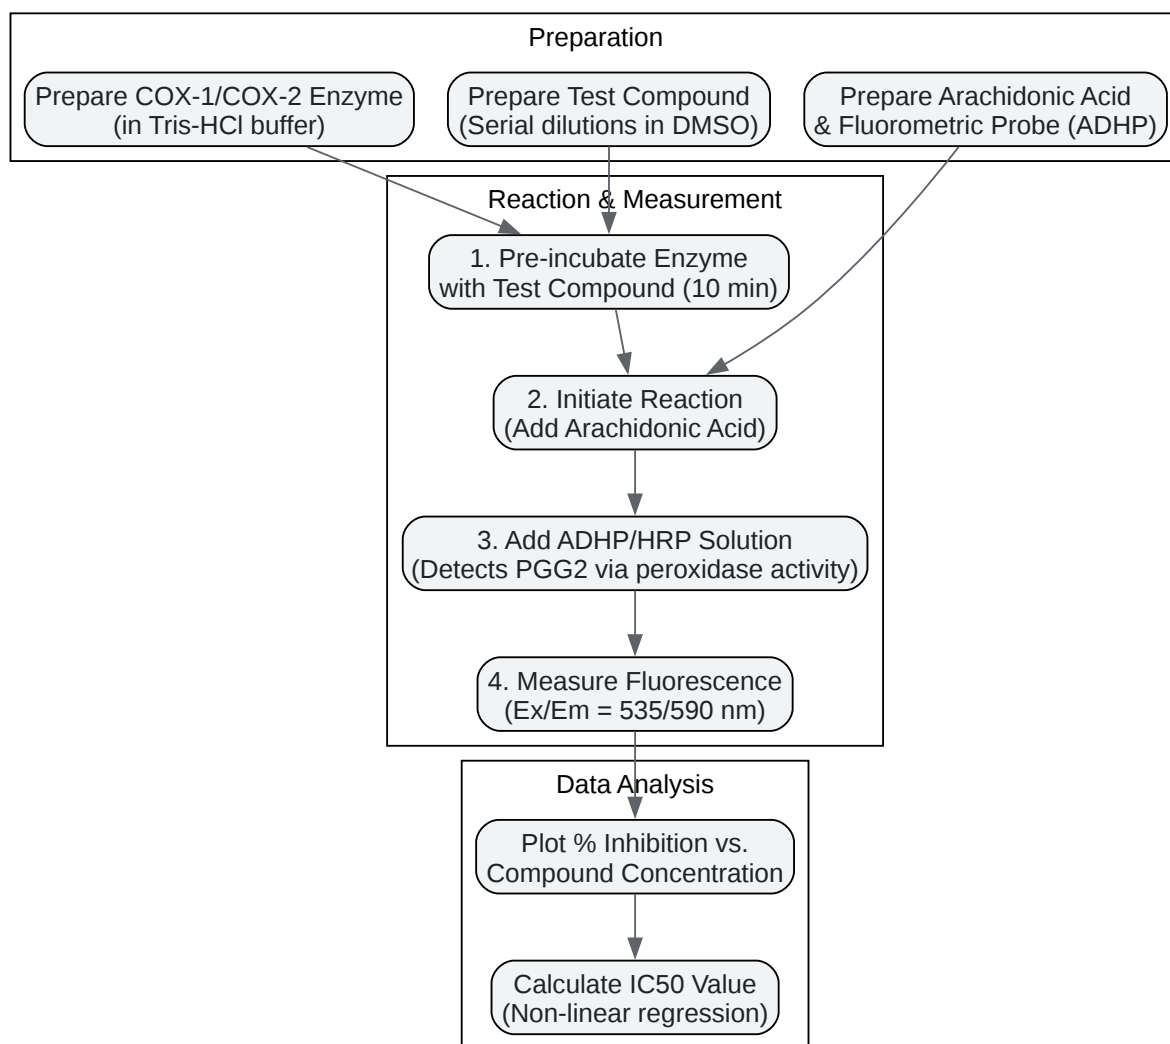 Preparation
Prepare COX-1/COX-2 Enzyme
(in Tris-HCl buffer)
Prepare Test Compound
(Serial dilutions in DMSO)
Prepare Arachidonic Acid
& Fluorometric Probe (ADHP)
Reaction & Measurement
1. Pre-incubate Enzyme
with Test Compound (10 min)
2. Initiate Reaction
(Add Arachidonic Acid)
3. Add ADHP/HRP Solution
(Detects PGG2 via peroxidase activity)
4. Measure Fluorescence
(Ex/Em = 535/590 nm)
Data Analysis
Plot % Inhibition vs.
Compound Concentration
Calculate IC50 Value
(Non-linear regression)